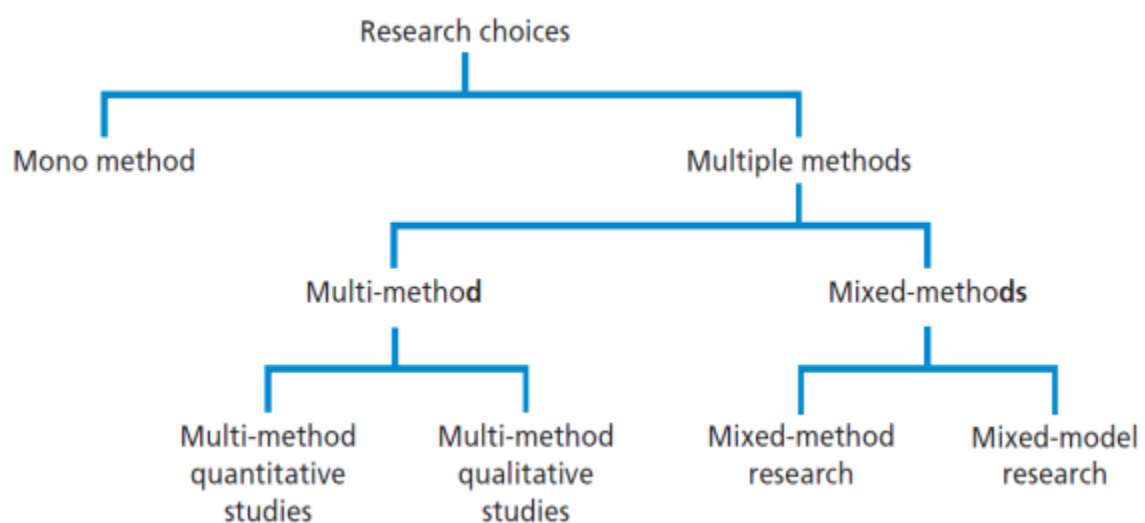 Research choices
Mono method
Multiple methods
Multi-method
Mixed-methods
Multi-method
quantitative
studies
Multi-method
qualitative
studies
Mixed-method
research
Mixed-model
research